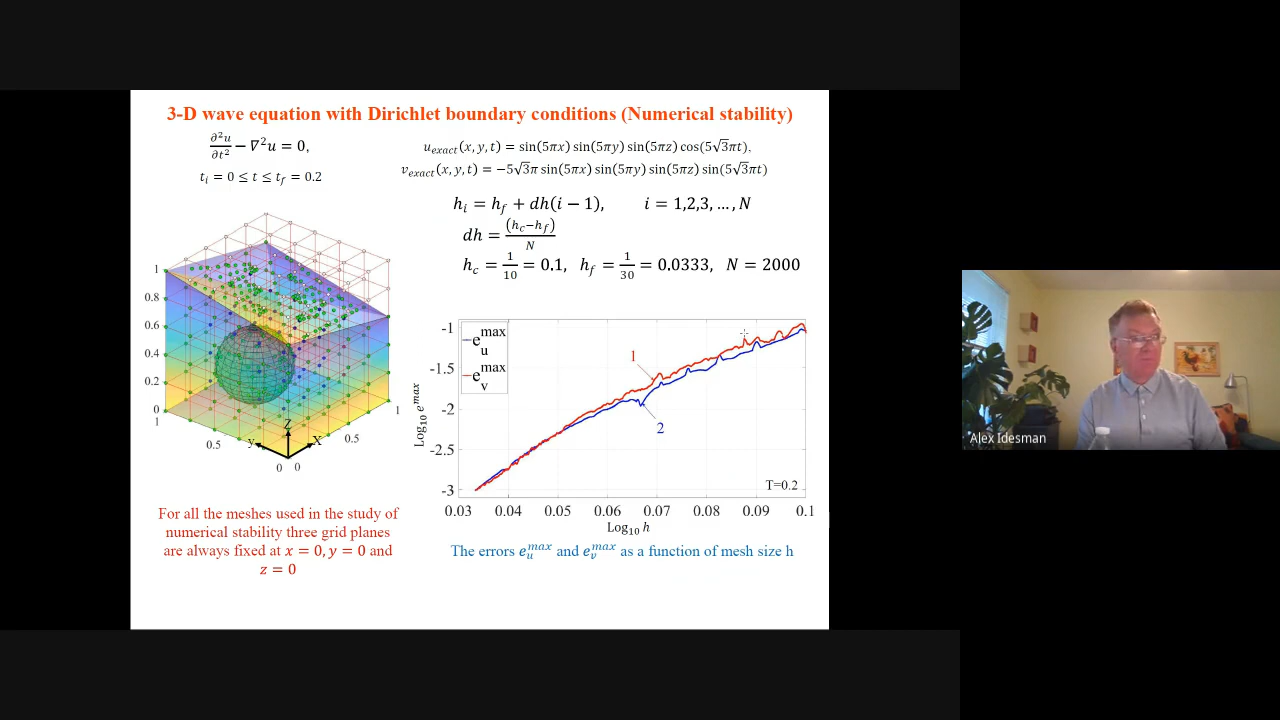 3-D wave equation with Dirichlet boundary conditions (Numerical stability)
∂²u/∂t² − ∇²u = 0,
t_i = 0 ≤ t ≤ t_f = 0.2
u_exact(x, y, t) = sin(5πx) sin(5πy) sin(5πz) cos(5√3πt),
v_exact(x, y, t) = −5√3π sin(5πx) sin(5πy) sin(5πz) sin(5√3πt)
h_i = h_f + dh(i − 1), i = 1,2,3, … , N
dh = (h_c−h_f)/N
h_c = 1/10 = 0.1, h_f = 1/30 = 0.0333, N = 2000
1
0.8
0.6
0.4
0.2
0
1
0.5
0
0
0.5
1
Z
y
X
-1
-1.5
-2
-2.5
-3
Log₁₀ e^max
e_u^max
e_v^max
1
2
T=0.2
0.03 0.04 0.05 0.06 0.07 0.08 0.09 0.1
Log₁₀ h
For all the meshes used in the study of
numerical stability three grid planes
are always fixed at x = 0, y = 0 and
z = 0
The errors e_u^max and e_v^max as a function of mesh size h
Alex Idesman